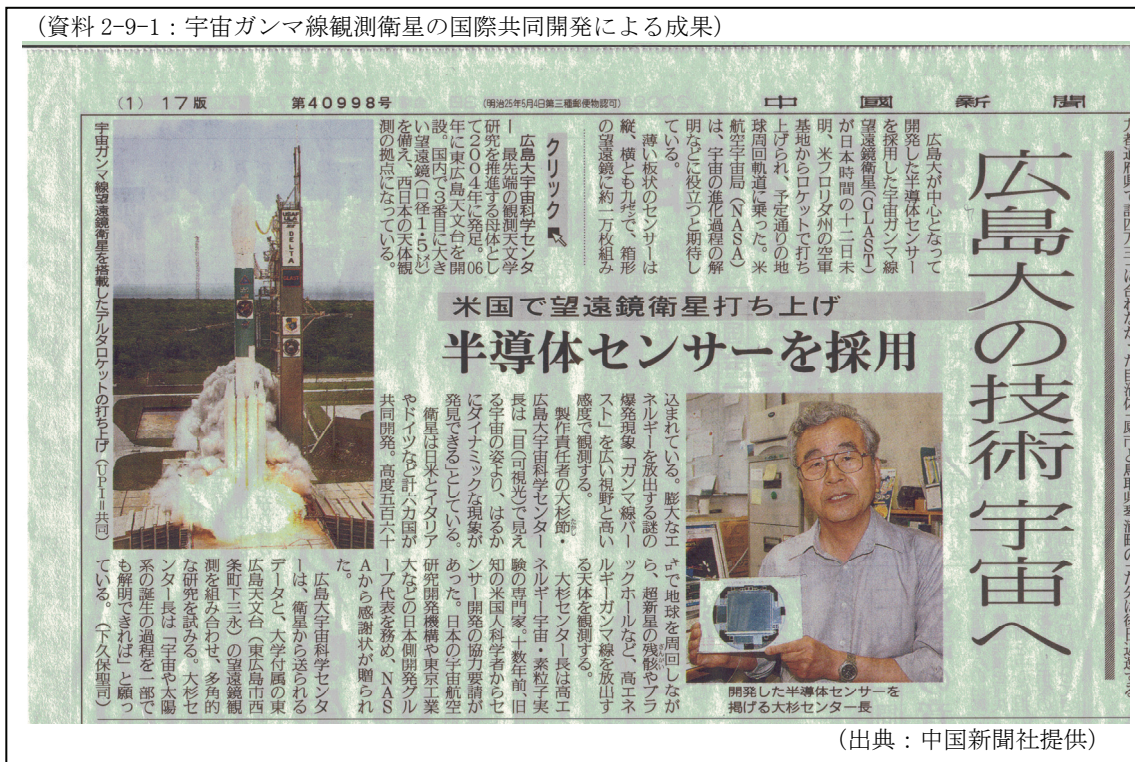 (資料 2-9-1：宇宙ガンマ線観測衛星の国際共同開発による成果)
(1) 17版 第40998号 (明治25年5月4日第三種郵便物認可) 中國新聞
広島大の技術宇宙へ
米国で望遠鏡衛星打ち上げ
半導体センサーを採用
広島大が中心となって
開発した半導体センサー
を採用した宇宙ガンマ線
望遠鏡衛星(GLAST)
が日本時間の十二日未
明、米フロリダ州の空軍
基地からロケットで打ち
上げられ、予定通りの地
球周回軌道に乗った。米
航空宇宙局(NASA)
は、宇宙の進化過程の解
明などに役立つと期待し
ている。
薄い板状のセンサーは
縦、横とも九㌢で、箱形
の望遠鏡に約一万枚組み
込まれている。膨大なエ
ネルギーを放出する謎の
爆発現象「ガンマ線バー
スト」を広い視野と高い
感度で観測する。
製作責任者の大杉節・
広島大宇宙科学センター
長は「目(可視光)で見え
る宇宙の姿より、はるか
にダイナミックな現象が
発見できる」としている。
衛星は日米とイタリア
やドイツなど計六カ国が
共同開発。高度五百六十
㌔で地球を周回しなが
ら、超新星の残骸やブラ
ックホールなど、高エネ
ルギーガンマ線を放出す
る天体を観測する。
大杉センター長は高エ
ネルギー宇宙・素粒子実
験の専門家。十数年前、旧
知の米国人科学者からセ
ンサー開発の協力要請が
あった。日本の宇宙航空
研究開発機構や東京工業
大などの日本側開発グル
ープ代表を務め、NAS
Aから感謝状が贈られ
た。
広島大宇宙科学センタ
ーは、衛星から送られる
データと、大学付属の東
広島天文台(東広島市西
条町下三永)の望遠鏡観
測を組み合わせ、多角的
な研究を試みる。大杉セ
ンター長は「宇宙や太陽
系の誕生の過程を一部で
も解明できれば」と願っ
ている。(下久保聖司)
クリック
広島大宇宙科学センタ
ー 最先端の観測天文学
研究を推進する母体とし
て2004年に発足。06
年に東広島天文台を開
設。国内で3番目に大き
い望遠鏡(口径1・5㍍)
を備え、西日本の天体観
測の拠点になっている。
DELTA
宇宙ガンマ線望遠鏡衛星を搭載したデルタロケットの打ち上げ(UPI＝共同)
開発した半導体センサーを
掲げる大杉センター長
(出典：中国新聞社提供)